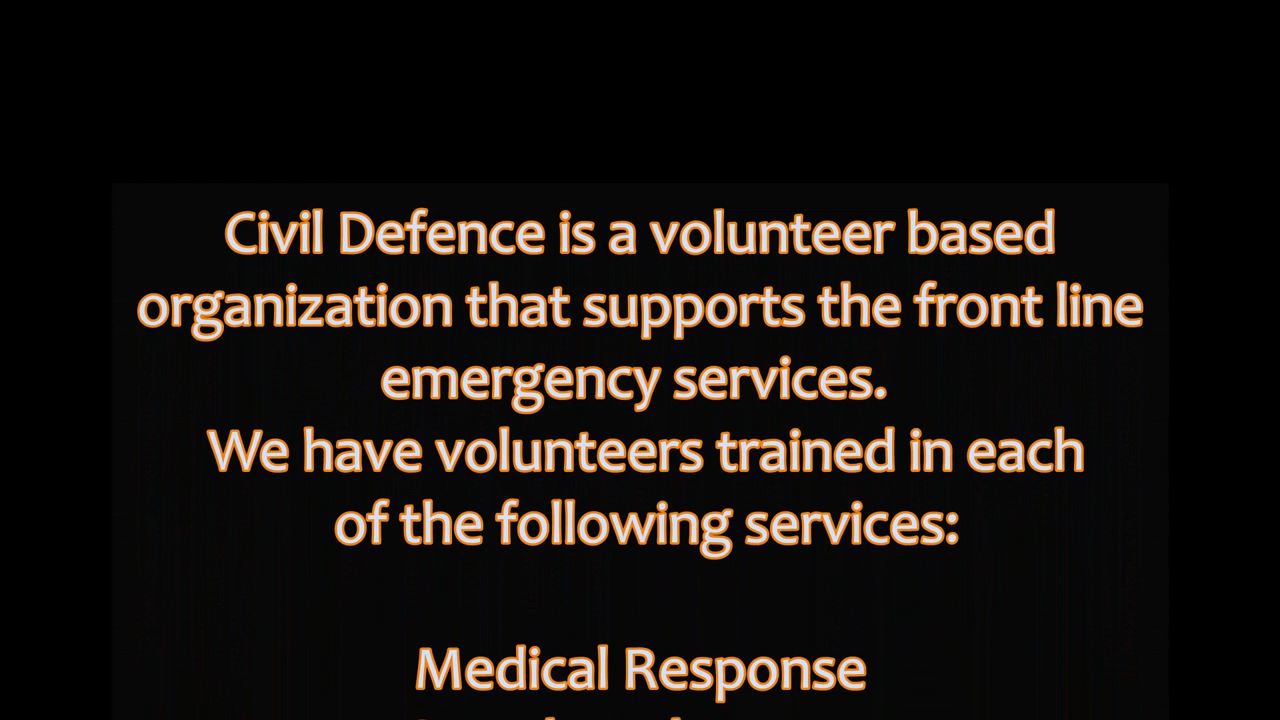 Civil Defence is a volunteer based
organization that supports the front line
emergency services.
We have volunteers trained in each
of the following services:
Medical Response